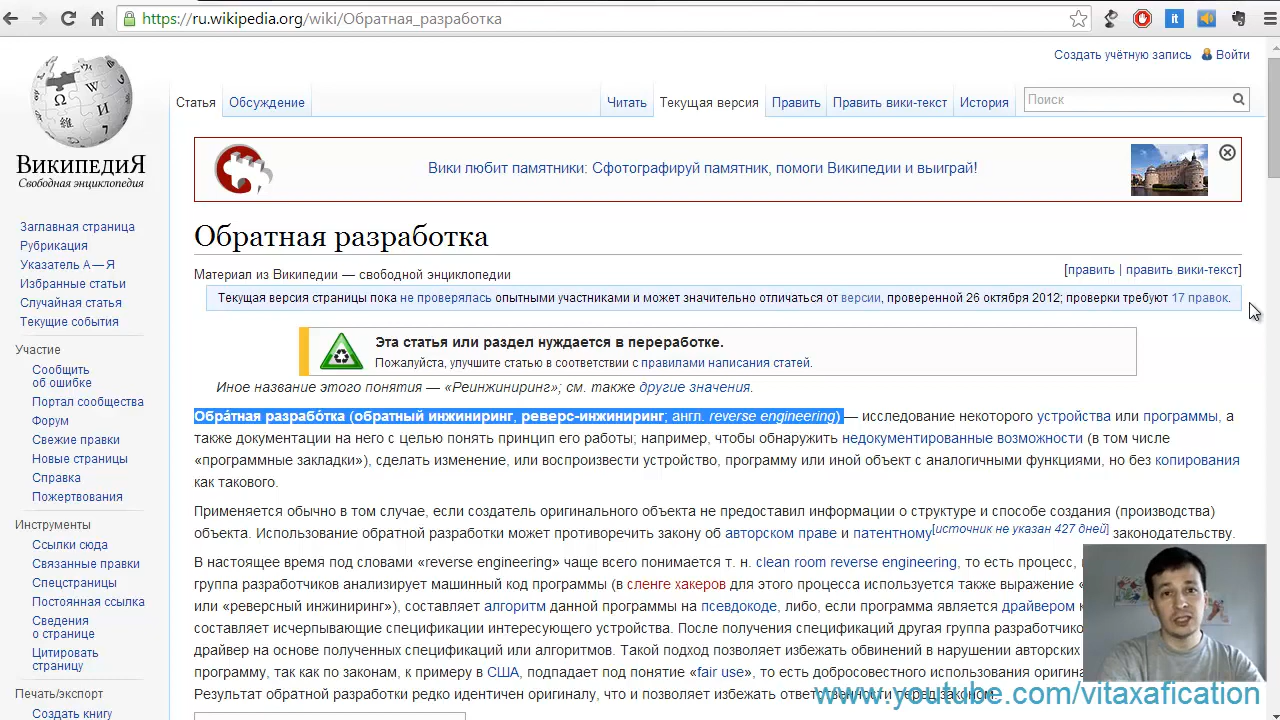 https://ru.wikipedia.org/wiki/Обратная_разработка
it
Создать учётную запись Войти
Статья Обсуждение Читать Текущая версия Править Править вики-текст История Поиск
ВикипедиЯ
Свободная энциклопедия
Заглавная страница
Рубрикация
Указатель А — Я
Избранные статьи
Случайная статья
Текущие события
Участие
Сообщить
об ошибке
Портал сообщества
Форум
Свежие правки
Новые страницы
Справка
Пожертвования
Инструменты
Ссылки сюда
Связанные правки
Спецстраницы
Постоянная ссылка
Сведения
о странице
Цитировать
страницу
Печать/экспорт
Создать книгу
Вики любит памятники: Сфотографируй памятник, помоги Википедии и выиграй!
Обратная разработка
Материал из Википедии — свободной энциклопедии [править | править вики-текст]
Текущая версия страницы пока не проверялась опытными участниками и может значительно отличаться от версии, проверенной 26 октября 2012; проверки требуют 17 правок.
Эта статья или раздел нуждается в переработке.
Пожалуйста, улучшите статью в соответствии с правилами написания статей.
Иное название этого понятия — «Реинжиниринг»; см. также другие значения.
Обра́тная разрабо́тка (обратный инжиниринг, реверс-инжиниринг; англ. reverse engineering) — исследование некоторого устройства или программы, а
также документации на него с целью понять принцип его работы; например, чтобы обнаружить недокументированные возможности (в том числе
«программные закладки»), сделать изменение, или воспроизвести устройство, программу или иной объект с аналогичными функциями, но без копирования
как такового.
Применяется обычно в том случае, если создатель оригинального объекта не предоставил информации о структуре и способе создания (производства)
объекта. Использование обратной разработки может противоречить закону об авторском праве и патентному[источник не указан 427 дней] законодательству.
В настоящее время под словами «reverse engineering» чаще всего понимается т. н. clean room reverse engineering, то есть процесс,
группа разработчиков анализирует машинный код программы (в сленге хакеров для этого процесса используется также выражение «
или «реверсный инжиниринг»), составляет алгоритм данной программы на псевдокоде, либо, если программа является драйвером
составляет исчерпывающие спецификации интересующего устройства. После получения спецификаций другая группа разработчиков
драйвер на основе полученных спецификаций или алгоритмов. Такой подход позволяет избежать обвинений в нарушении авторских
программу, так как по законам, к примеру в США, подпадает под понятие «fair use», то есть добросовестного использования
Результат обратной разработки редко идентичен оригиналу, что и позволяет избежать ответственности перед законом.
www.youtube.com/vitaxafication